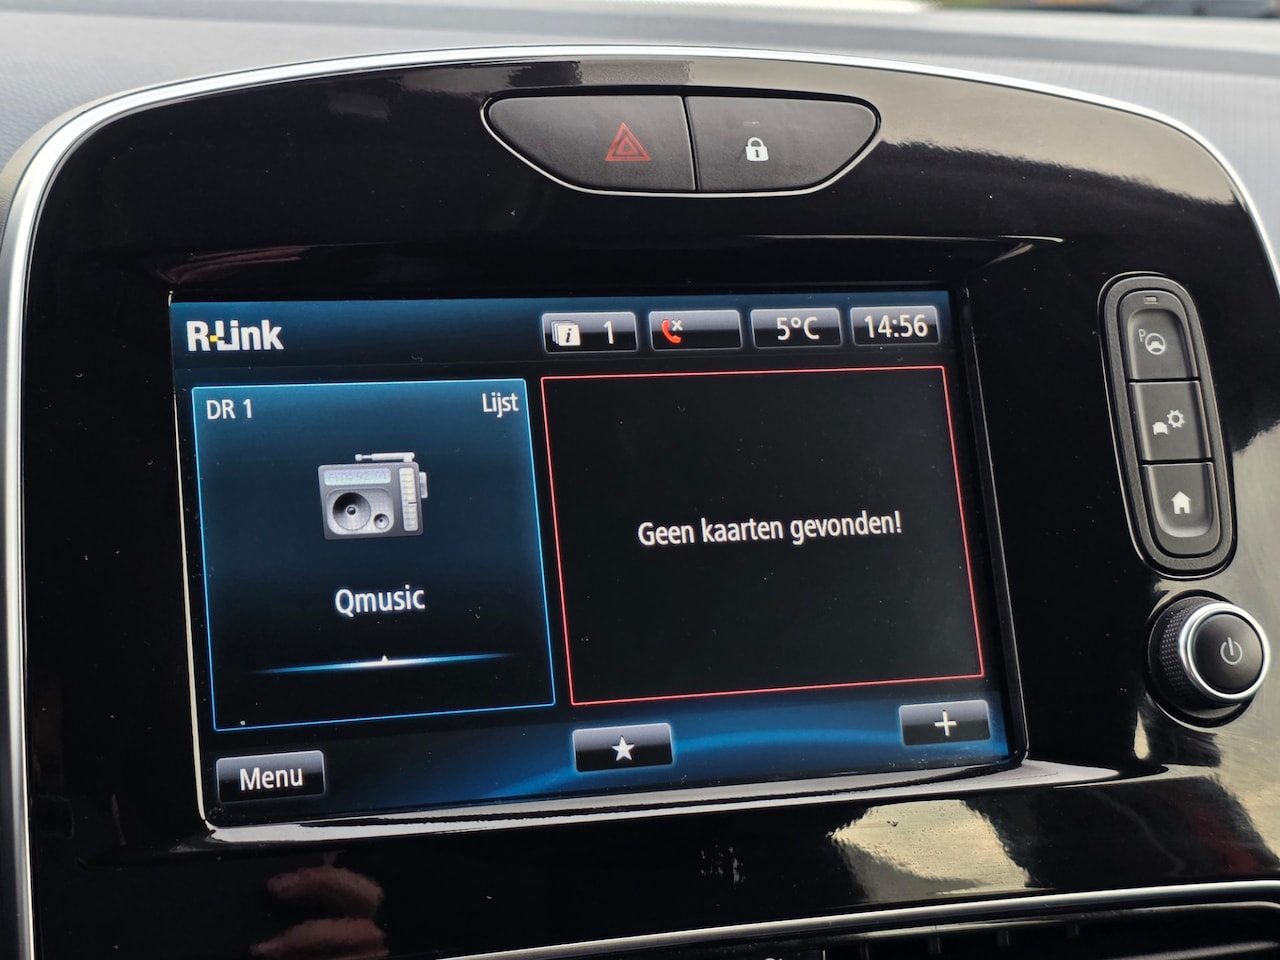 R-Link
1
5°C
14:56
DR 1
Lijst
Geen kaarten gevonden!
Qmusic
Menu
P